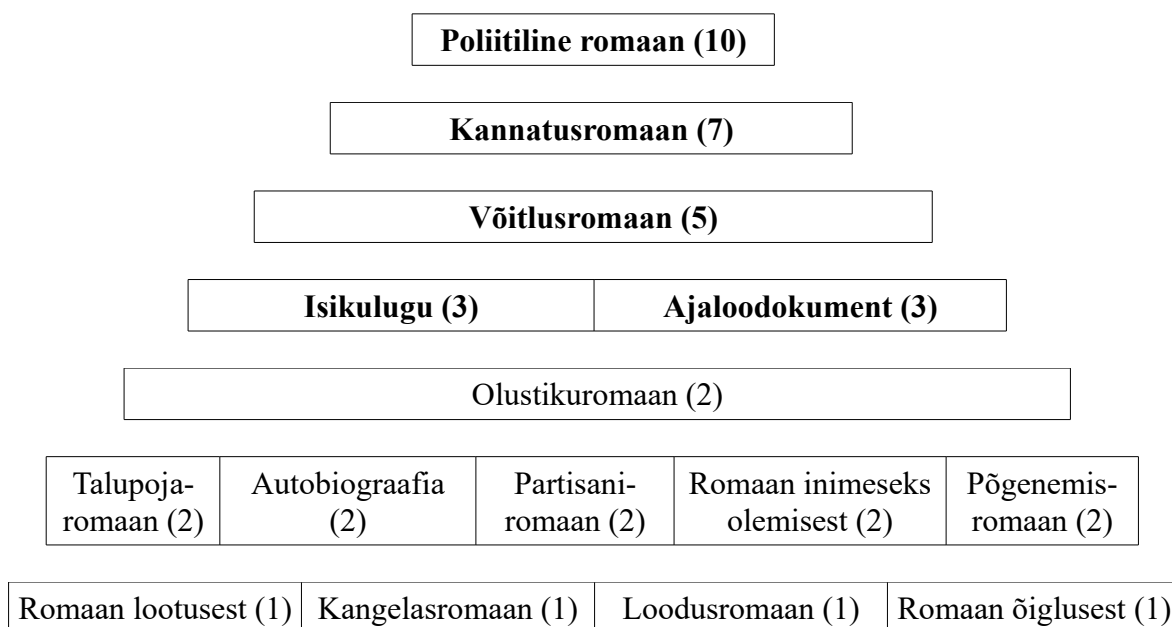 Poliitiline romaan (10)
Kannatusromaan (7)
Võitlusromaan (5)
Isikulugu (3)
Ajaloodokument (3)
Olustikuromaan (2)
Talupoja-
romaan (2)
Autobiograafia
(2)
Partisani-
romaan (2)
Romaan inimeseks
olemisest (2)
Põgenemis-
romaan (2)
Romaan lootusest (1)
Kangelasromaan (1)
Loodusromaan (1)
Romaan õiglusest (1)